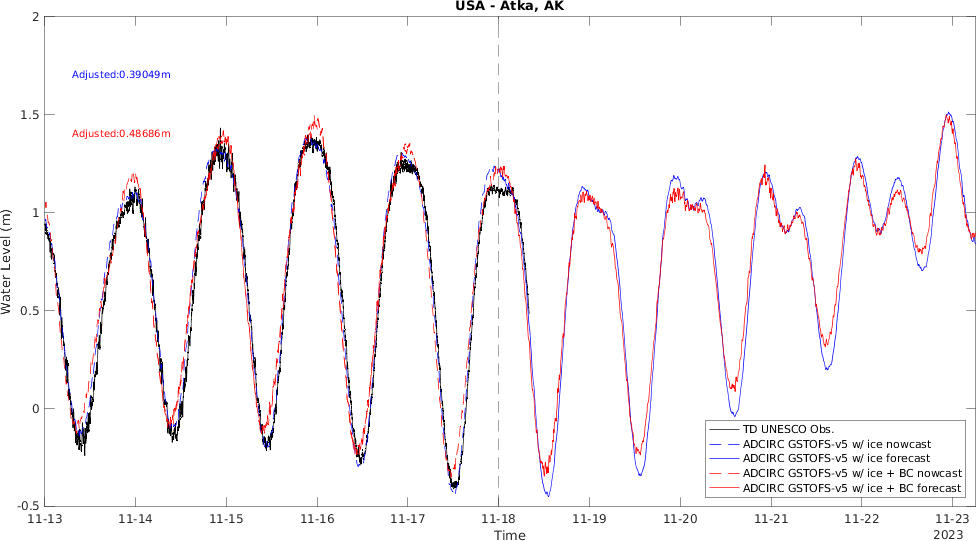 USA - Atka, AK
Water Level (m)
2
1.5
1
0.5
0
-0.5
Adjusted:0.39049m
Adjusted:0.48686m
TD UNESCO Obs.
ADCIRC GSTOFS-v5 w/ ice nowcast
ADCIRC GSTOFS-v5 w/ ice forecast
ADCIRC GSTOFS-v5 w/ ice + BC nowcast
ADCIRC GSTOFS-v5 w/ ice + BC forecast
11-13 11-14 11-15 11-16 11-17 11-18 11-19 11-20 11-21 11-22 11-23
Time
2023